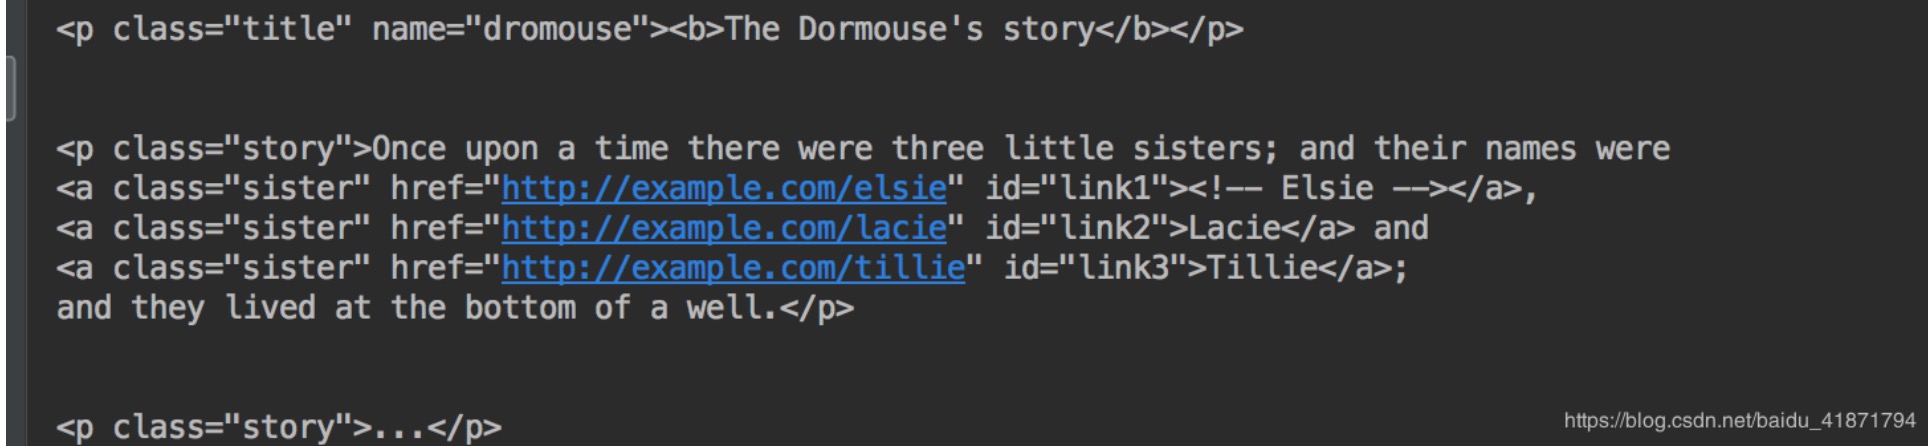 <p class="title" name="dromouse"><b>The Dormouse's story</b></p>
<p class="story">Once upon a time there were three little sisters; and their names were
<a class="sister" href="http://example.com/elsie" id="link1"><!-- Elsie --></a>,
<a class="sister" href="http://example.com/lacie" id="link2">Lacie</a> and
<a class="sister" href="http://example.com/tillie" id="link3">Tillie</a>;
and they lived at the bottom of a well.</p>
<p class="story">...</p>
https://blog.csdn.net/baidu_41871794